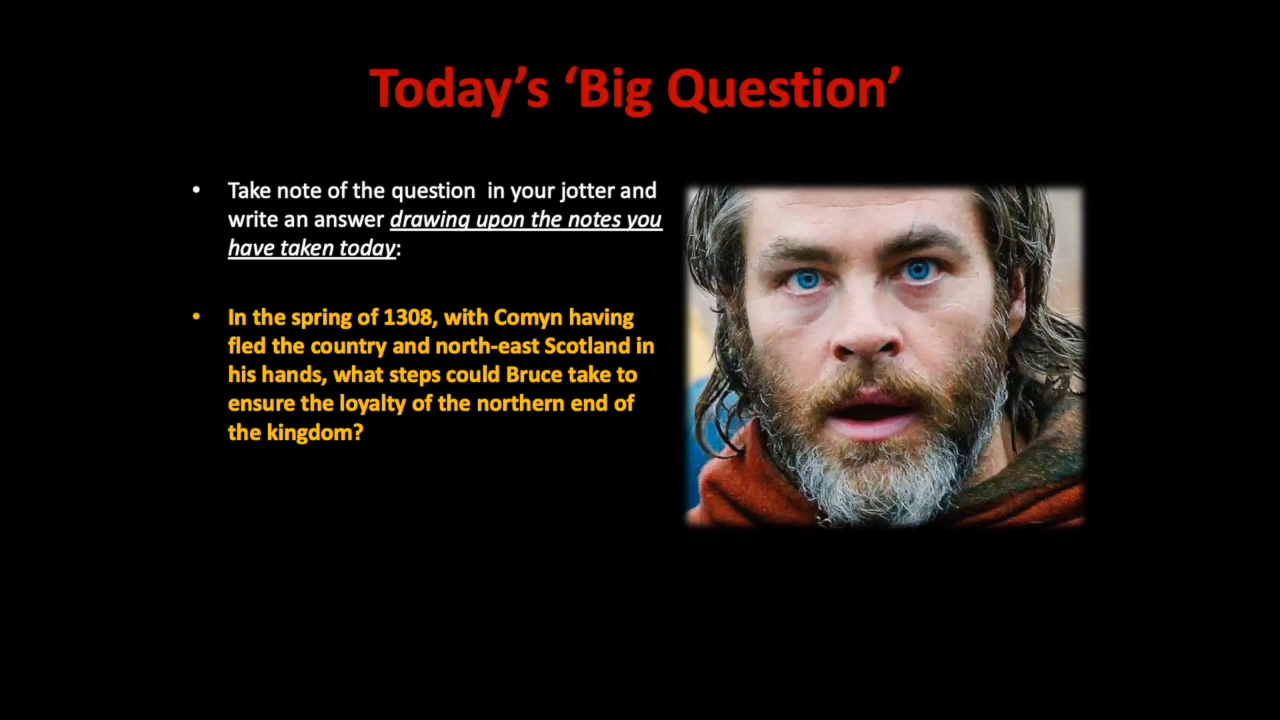 Today’s ‘Big Question’
• Take note of the question  in your jotter and
write an answer drawing upon the notes you
have taken today:
• In the spring of 1308, with Comyn having
fled the country and north-east Scotland in
his hands, what steps could Bruce take to
ensure the loyalty of the northern end of
the kingdom?